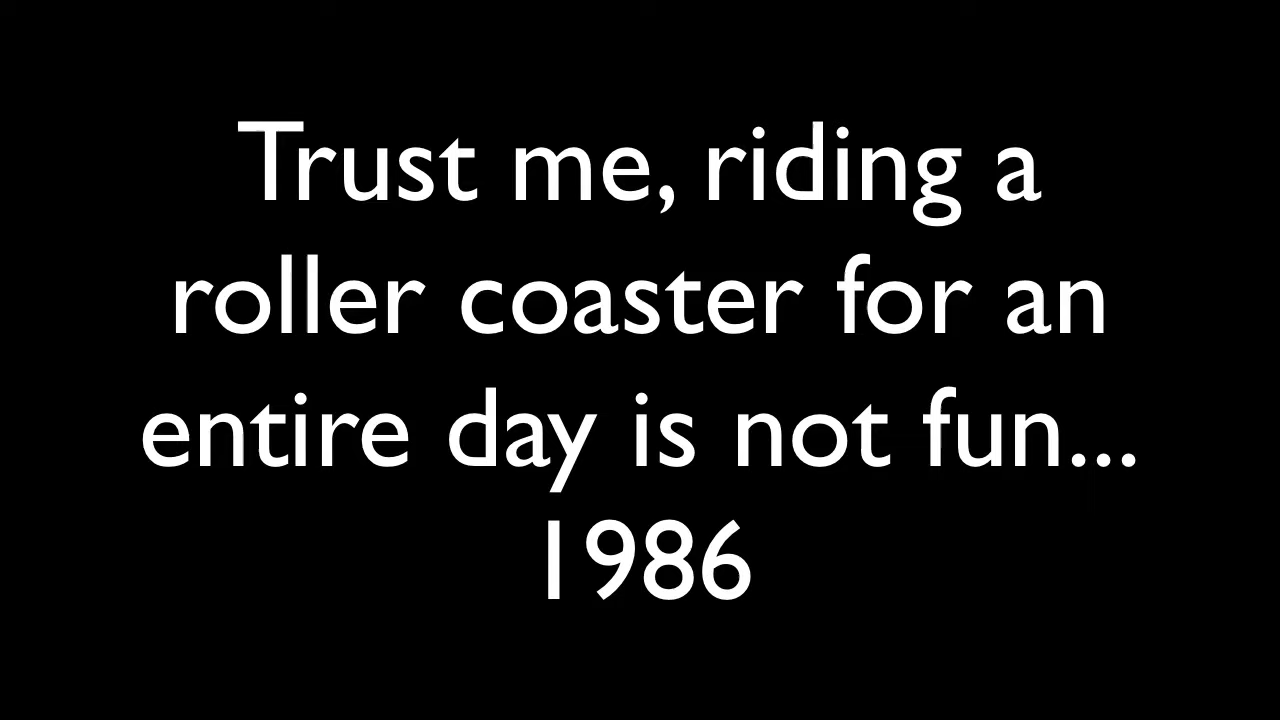 Trust me, riding a
roller coaster for an
entire day is not fun...
1986